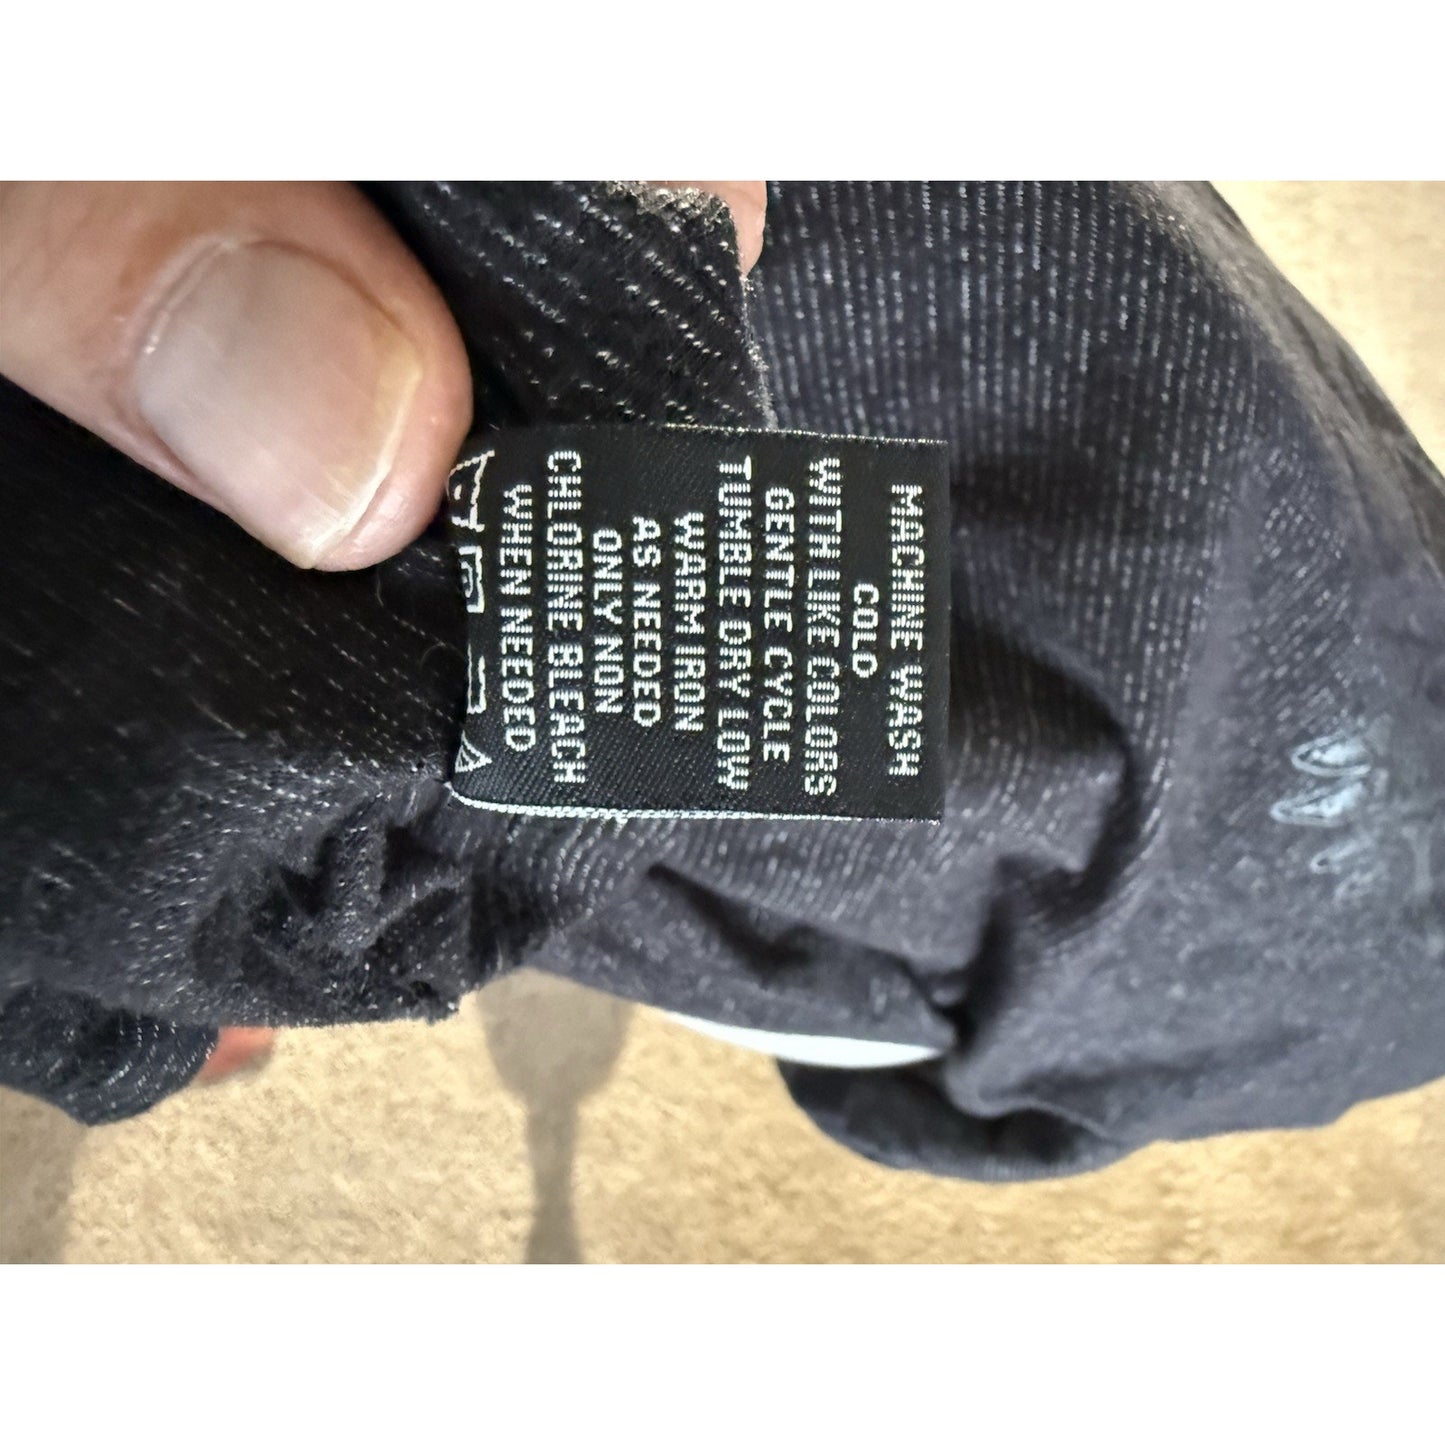 MACHINE WASH
COLD
WITH LIKE COLORS
GENTLE CYCLE
TUMBLE DRY LOW
WARM IRON
AS NEEDED
ONLY NON
CHLORINE BLEACH
WHEN NEEDED